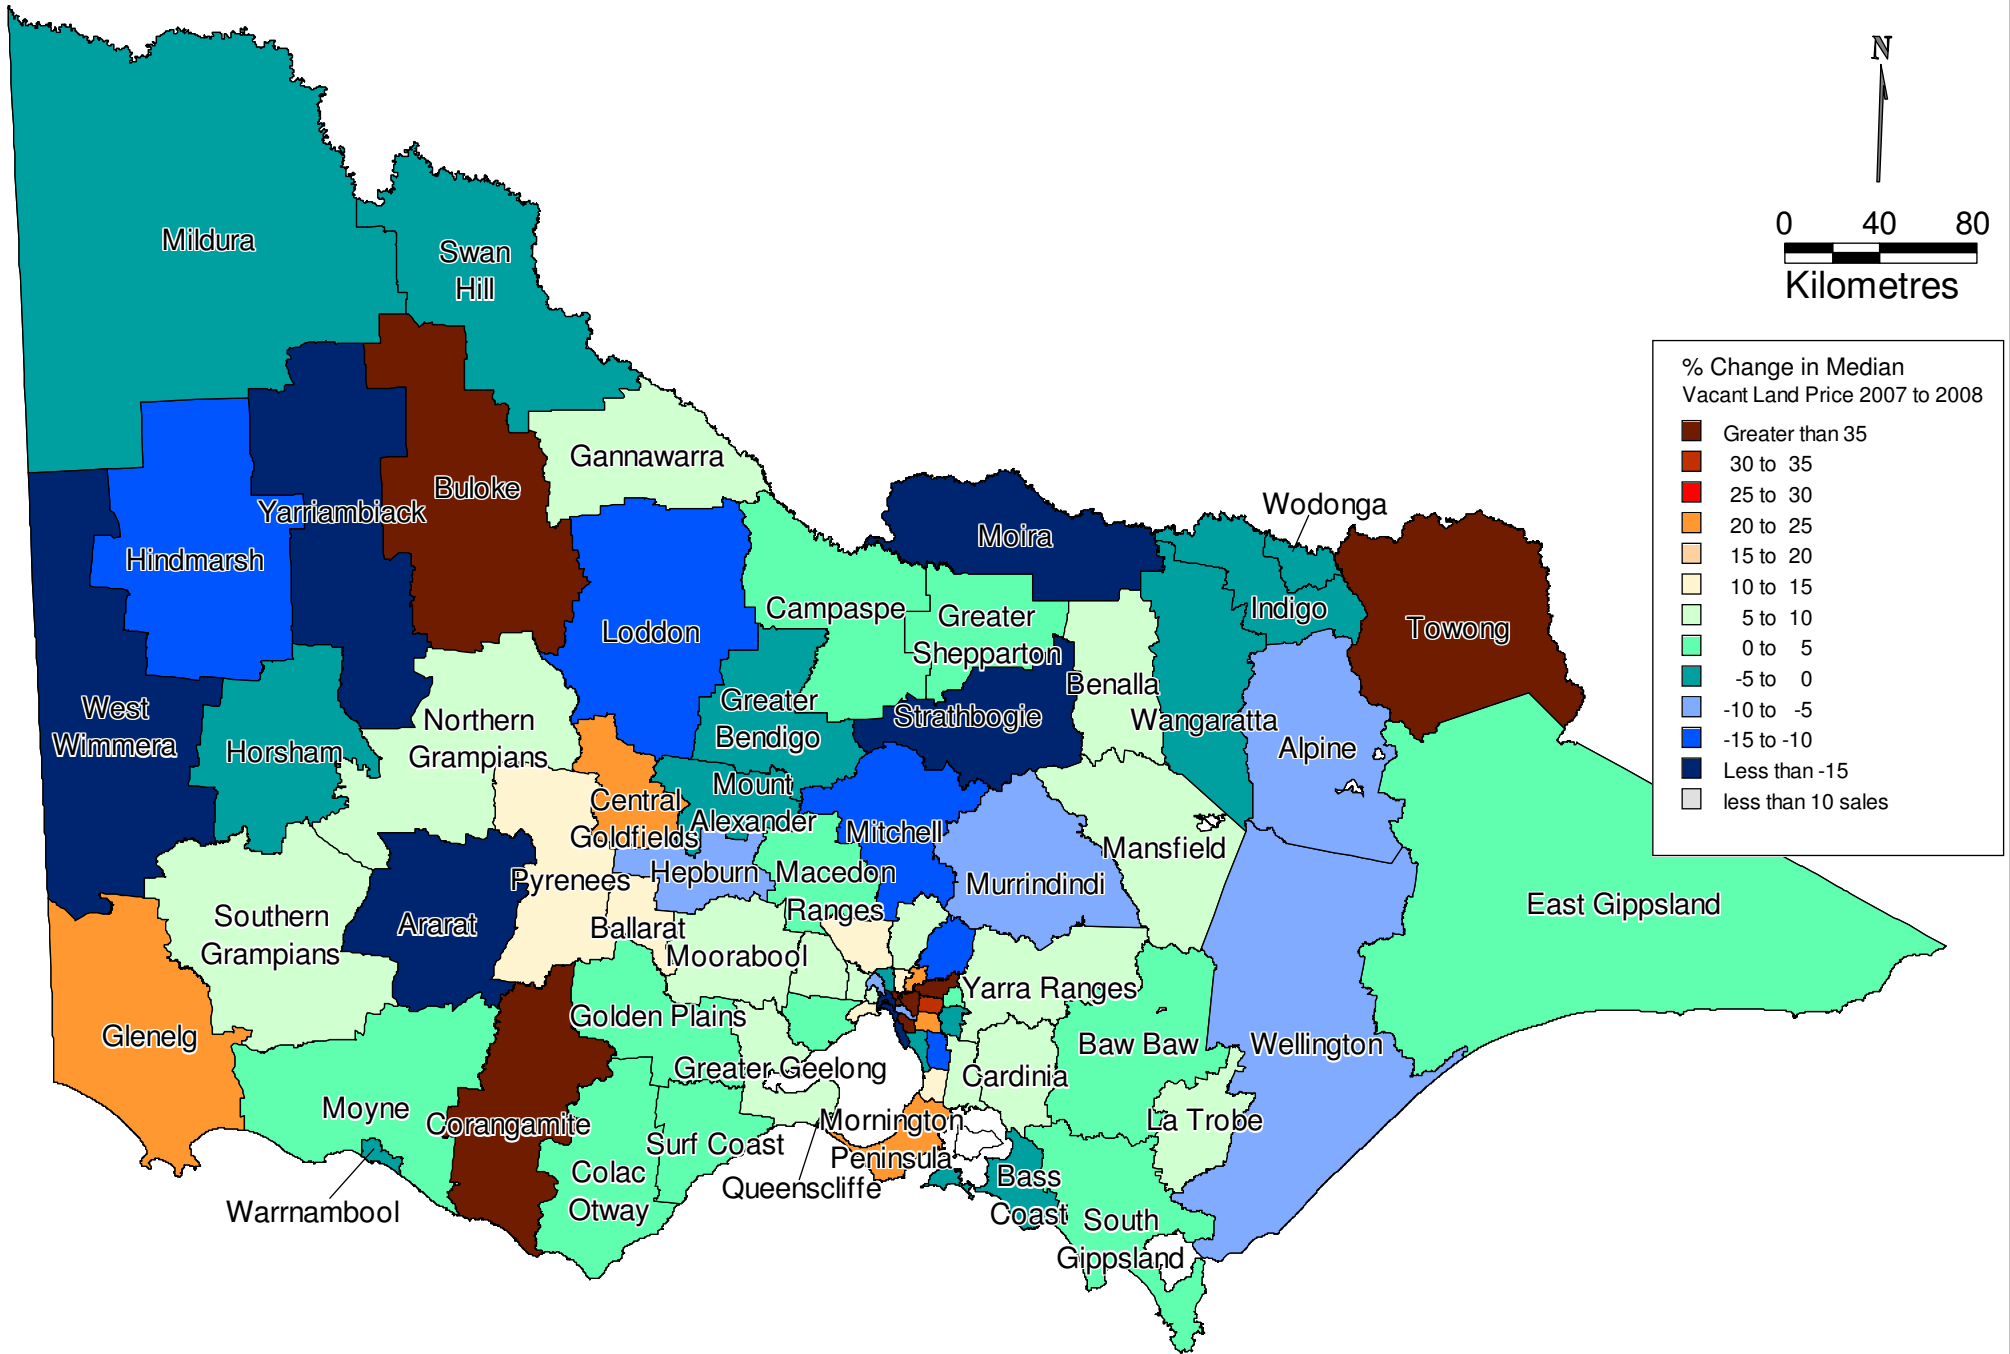 N
0 40 80
Kilometres
% Change in Median
Vacant Land Price 2007 to 2008
Greater than 35
30 to 35
25 to 30
20 to 25
15 to 20
10 to 15
5 to 10
0 to 5
-5 to 0
-10 to -5
-15 to -10
Less than -15
less than 10 sales
Mildura
Swan
Hill
Gannawarra
Buloke
Yarriambiack
Hindmarsh
Loddon
Campaspe
Moira
Wodonga
Greater
Shepparton
Indigo
Towong
West
Wimmera
Horsham
Northern
Grampians
Greater
Bendigo
Strathbogie
Benalla
Wangaratta
Alpine
Central
Goldfields
Mount
Alexander
Mitchell
Mansfield
Pyrenees
Hepburn
Macedon
Ranges
Murrindindi
East Gippsland
Southern
Grampians
Ararat
Ballarat
Moorabool
Yarra Ranges
Glenelg
Golden Plains
Baw Baw
Wellington
Greater Geelong
Cardinia
Moyne
Corangamite
Mornington
Peninsula
La Trobe
Surf Coast
Colac
Otway
Queenscliffe
Bass
Coast
Warrnambool
South
Gippsland